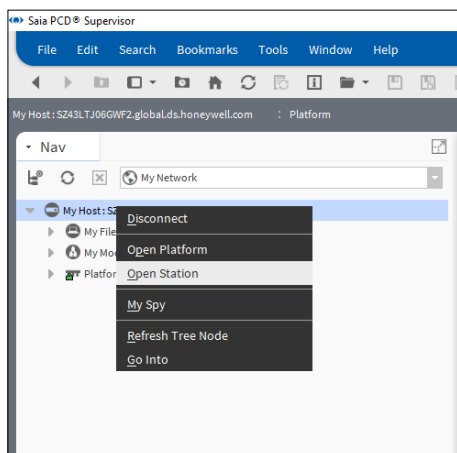 Saia PCD® Supervisor
File Edit Search Bookmarks Tools Window Help
My Host : SZ43LTJ06GWF2.global.ds.honeywell.com : Platform
Nav
My Network
My Host : SZ
My File
My Mo
Platfor
Disconnect
Open Platform
Open Station
My Spy
Refresh Tree Node
Go Into